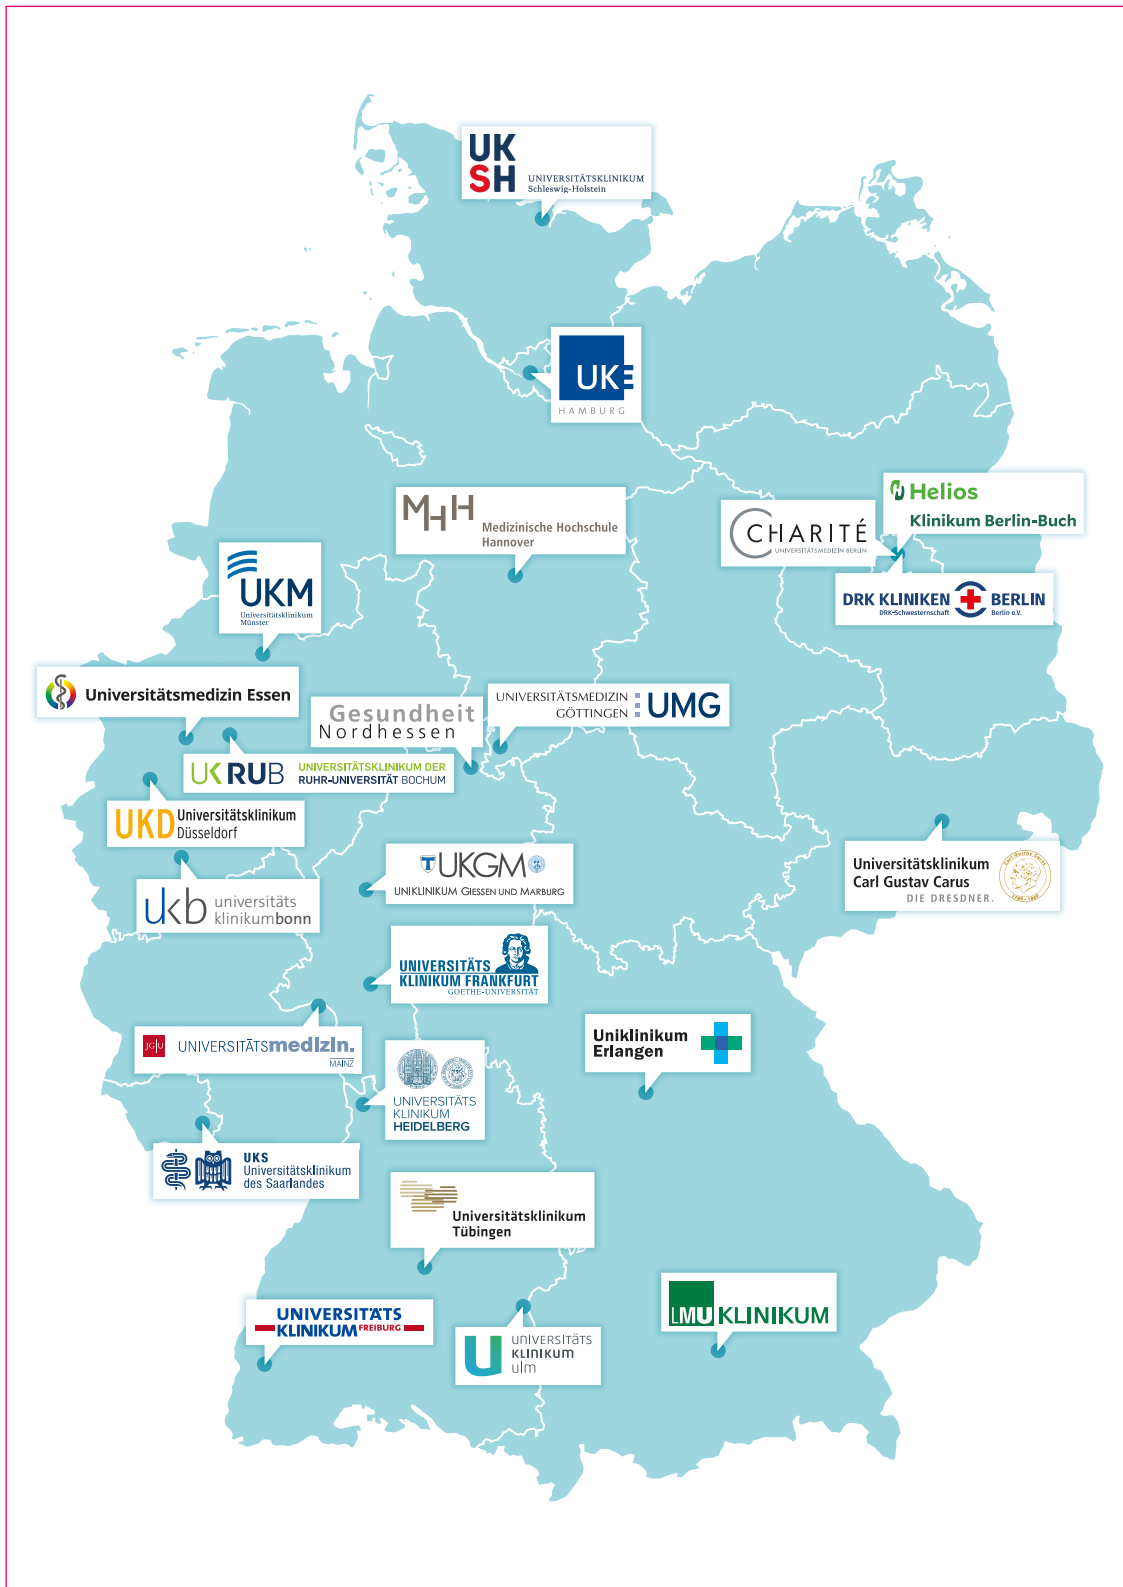 UK
SH
UNIVERSITÄTSKLINIKUM
Schleswig-Holstein
UKE
HAMBURG
MHH
Medizinische Hochschule
Hannover
Helios
Klinikum Berlin-Buch
CHARITÉ
UNIVERSITÄTSMEDIZIN BERLIN
DRK KLINIKEN BERLIN
DRK-Schwesternschaft Berlin e.V.
UKM
Universitätsklinikum
Münster
Universitätsmedizin Essen
Gesundheit
Nordhessen
UNIVERSITÄTSMEDIZIN
GÖTTINGEN UMG
UK RUB
UNIVERSITÄTSKLINIKUM DER
RUHR-UNIVERSITÄT BOCHUM
UKD
Universitätsklinikum
Düsseldorf
ukb
universitäts
klinikumbonn
UKGM
UNIKLINIKUM GIESSEN UND MARBURG
Universitätsklinikum
Carl Gustav Carus
DIE DRESDNER.
UNIVERSITÄTS
KLINIKUM FRANKFURT
GOETHE-UNIVERSITÄT
JG|U
UNIVERSITÄTSmedizin.
MAINZ
Uniklinikum
Erlangen
UNIVERSITÄTS
KLINIKUM
HEIDELBERG
UKS
Universitätsklinikum
des Saarlandes
Universitätsklinikum
Tübingen
UNIVERSITÄTS
KLINIKUM FREIBURG
U
UNIVERSITÄTS
KLINIKUM
ulm
LMU KLINIKUM